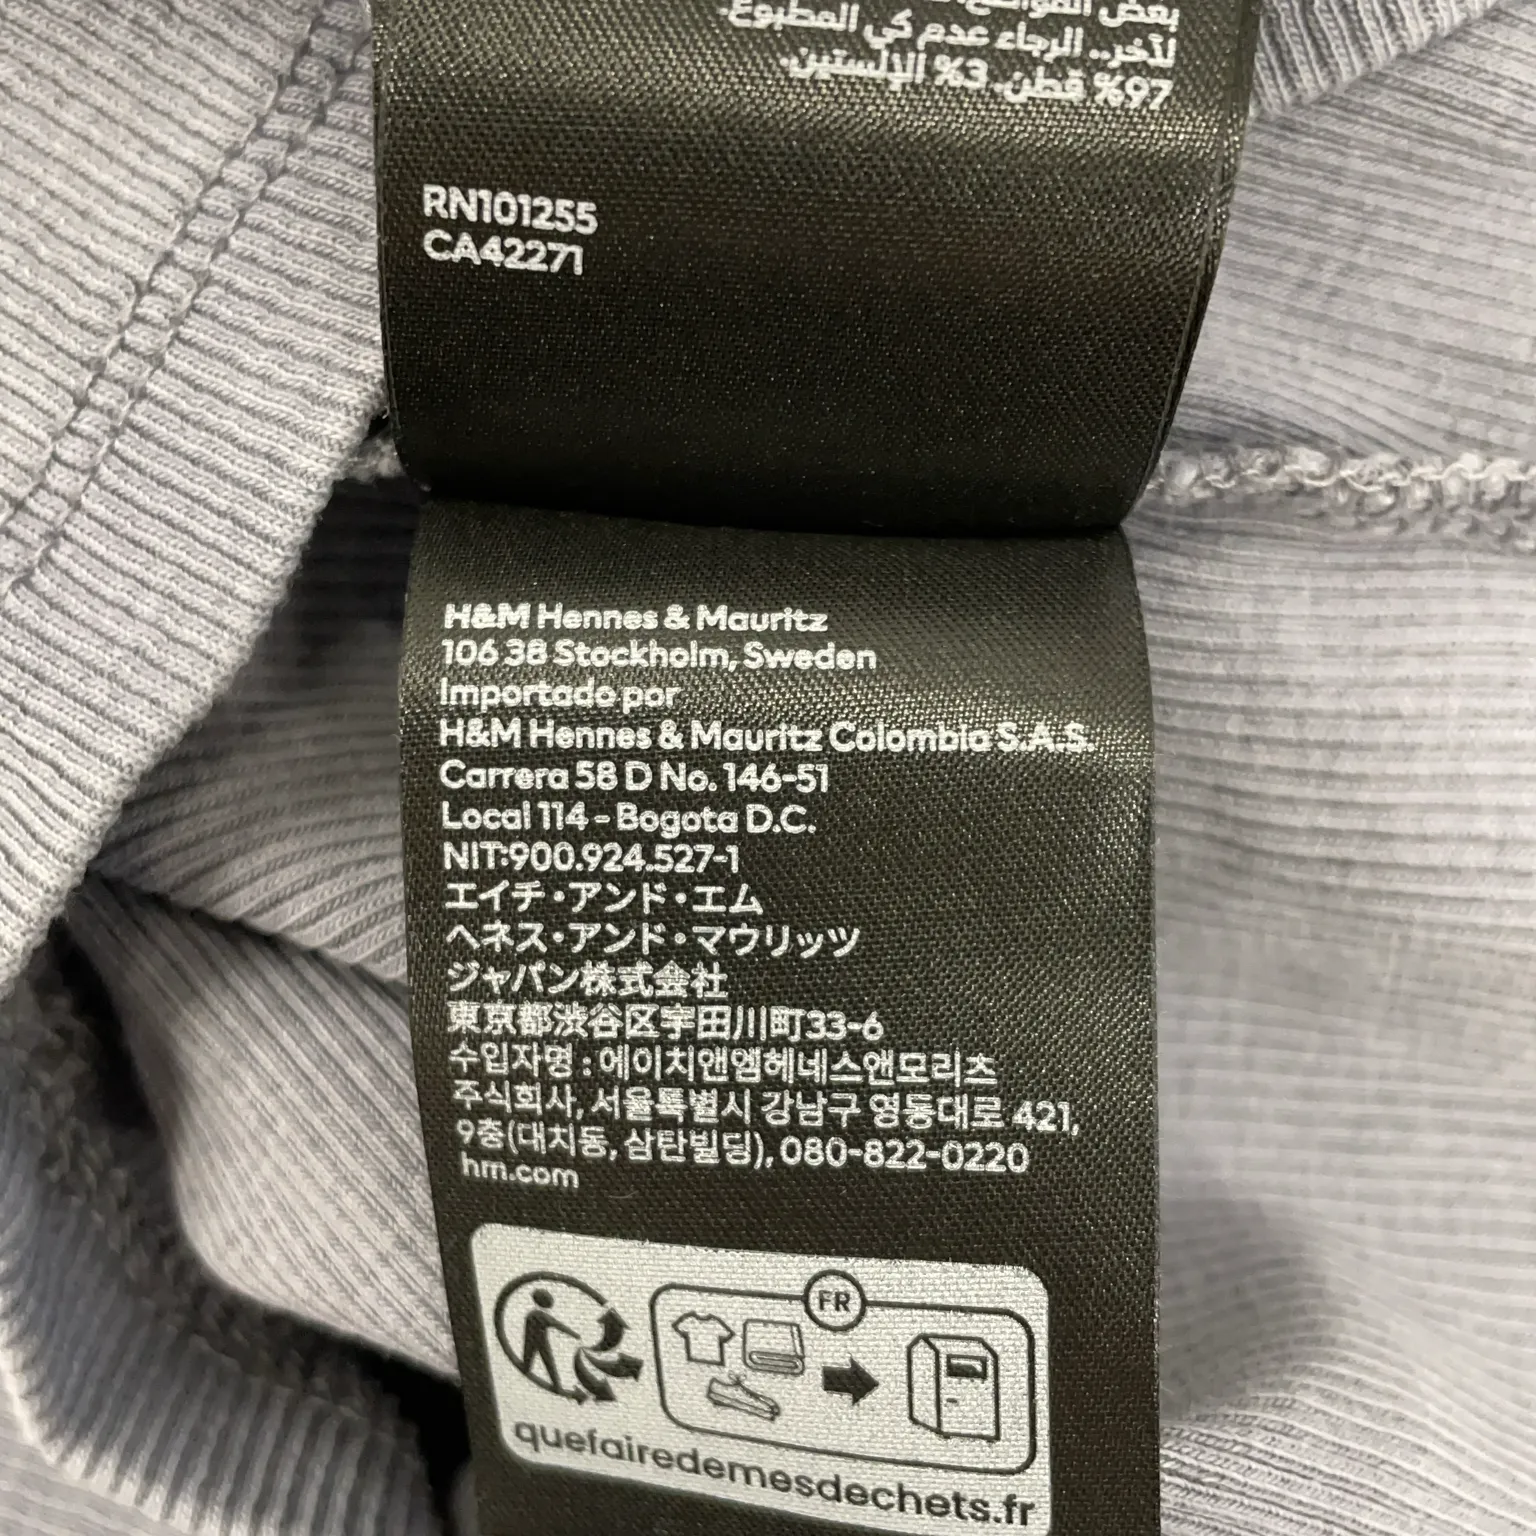 بعض المواضع
للآخر.. الرجاء عدم كي المطبوع.
97% قطن. 3% الإلستين.
RN101255
CA42271
H&M Hennes & Mauritz
106 38 Stockholm, Sweden
Importado por
H&M Hennes & Mauritz Colombia S.A.S.
Carrera 58 D No. 146-51
Local 114 - Bogota D.C.
NIT:900.924.527-1
エイチ・アンド・エム
ヘネス・アンド・マウリッツ
ジャパン株式会社
東京都渋谷区宇田川町33-6
수입자명 : 에이치앤엠헤네스앤모리츠
주식회사, 서울특별시 강남구 영동대로 421,
9층(대치동, 삼탄빌딩), 080-822-0220
hm.com
FR
quefairedemesdechets.fr